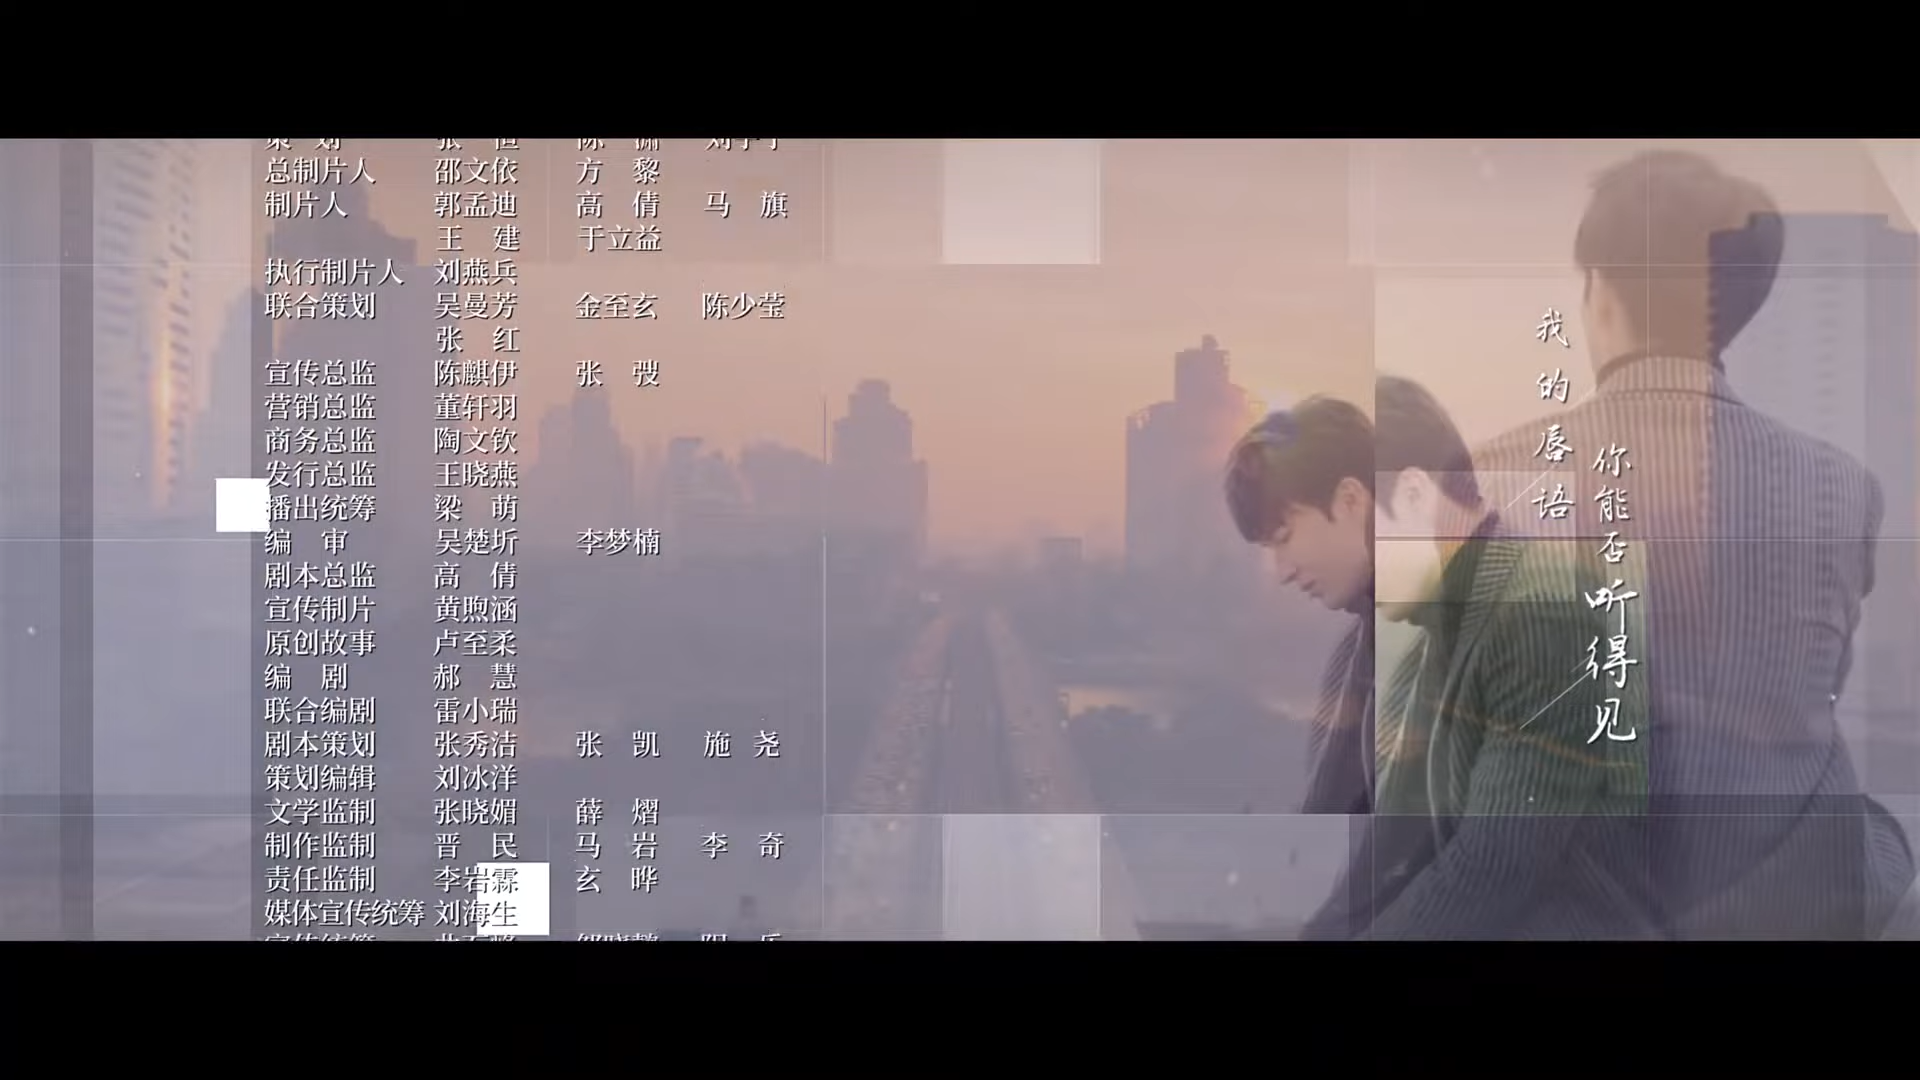 总制片人 邵文依 方 黎
制片人 郭孟迪 高 倩 马 旗
王 建 于立益
执行制片人 刘燕兵
联合策划 吴曼芳 金至玄 陈少莹
张 红
宣传总监 陈麒伊 张 弢
营销总监 董轩羽
商务总监 陶文钦
发行总监 王晓燕
播出统筹 梁 萌
编 审 吴楚圻 李梦楠
剧本总监 高 倩
宣传制片 黄煦涵
原创故事 卢至柔
编 剧 郝 慧
联合编剧 雷小瑞
剧本策划 张秀洁 张 凯 施 尧
策划编辑 刘冰洋
文学监制 张晓媚 薛 熠
制作监制 晋 民 马 岩 李 奇
责任监制 李岩霖 玄 晔
媒体宣传统筹 刘海生
我的唇语
你能否听得见